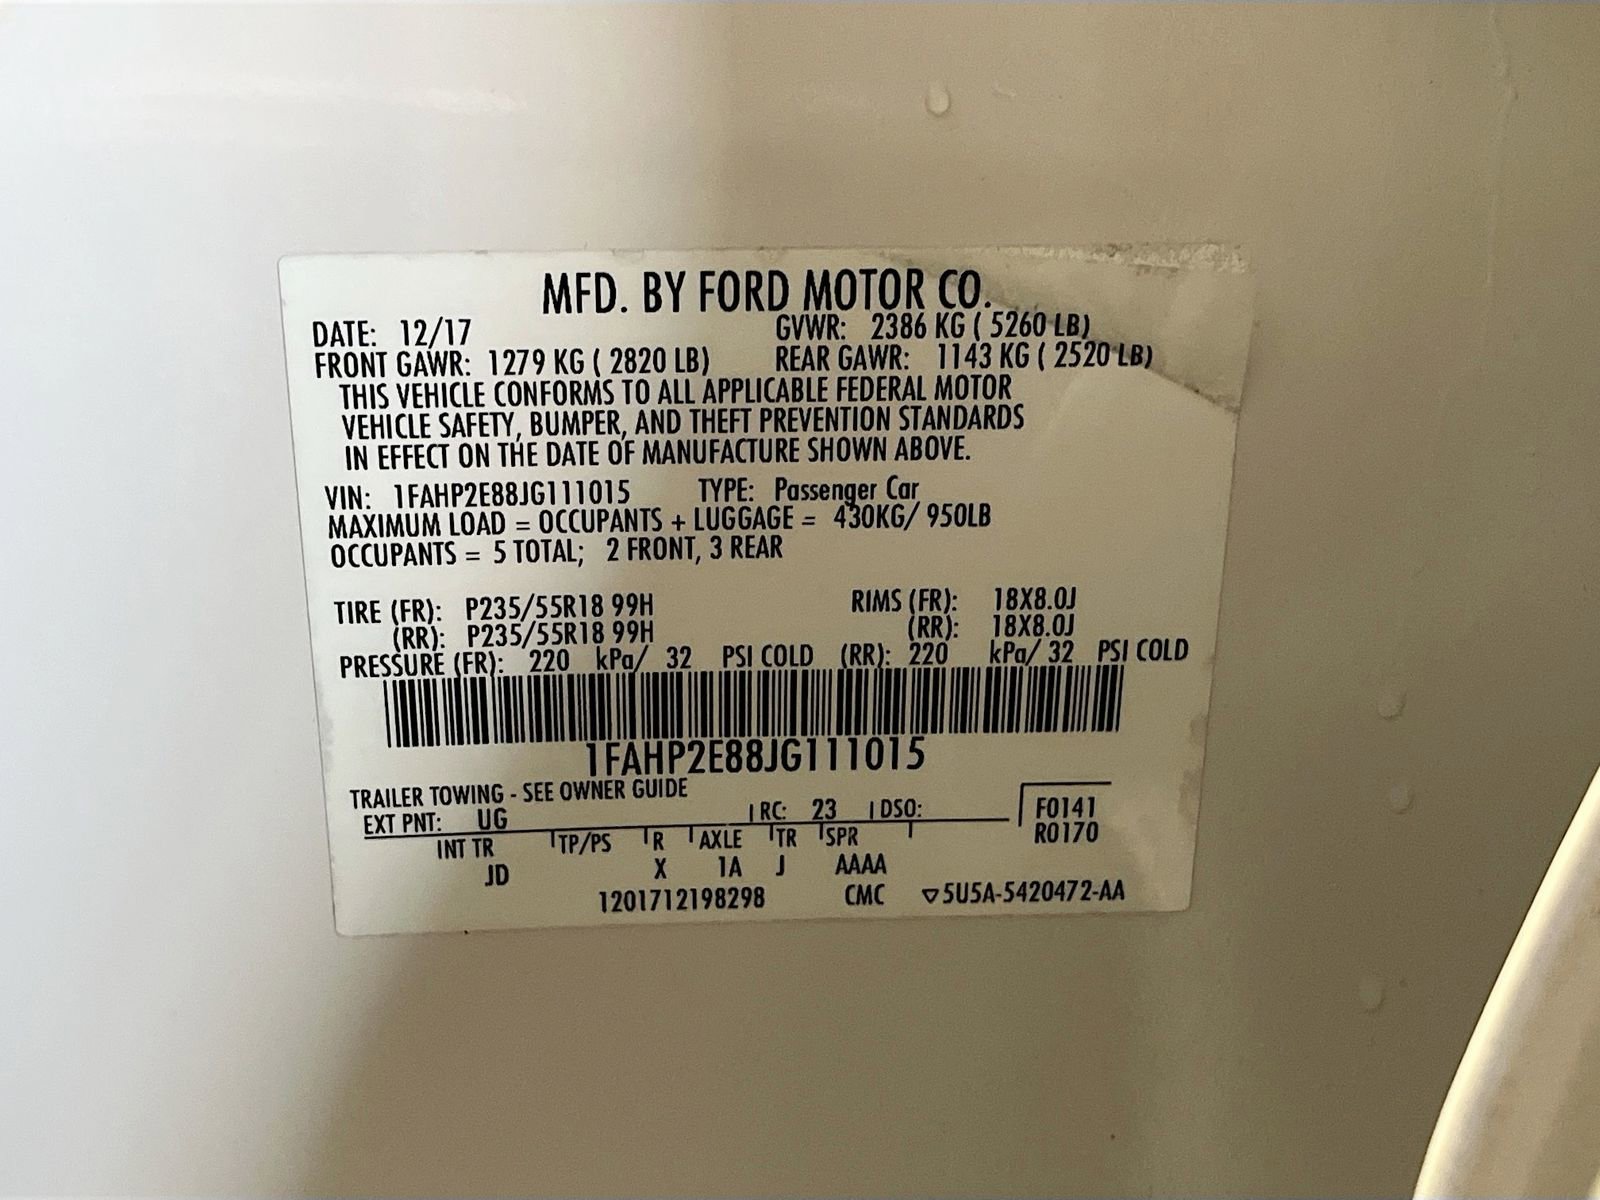 MFD. BY FORD MOTOR CO.
DATE: 12/17 GVWR: 2386 KG ( 5260 LB)
FRONT GAWR: 1279 KG ( 2820 LB) REAR GAWR: 1143 KG ( 2520 LB)
THIS VEHICLE CONFORMS TO ALL APPLICABLE FEDERAL MOTOR
VEHICLE SAFETY, BUMPER, AND THEFT PREVENTION STANDARDS
IN EFFECT ON THE DATE OF MANUFACTURE SHOWN ABOVE.
VIN: 1FAHP2E88JG111015 TYPE: Passenger Car
MAXIMUM LOAD = OCCUPANTS + LUGGAGE = 430KG/ 950LB
OCCUPANTS = 5 TOTAL; 2 FRONT, 3 REAR
TIRE (FR): P235/55R18 99H RIMS (FR): 18X8.0J
(RR): P235/55R18 99H (RR): 18X8.0J
PRESSURE (FR): 220 kPa/ 32 PSI COLD (RR): 220 kPa/ 32 PSI COLD
1FAHP2E88JG111015
TRAILER TOWING - SEE OWNER GUIDE
EXT PNT: UG RC: 23 DSO: F0141
INT TR TP/PS R AXLE TR SPR R0170
JD X 1A J AAAA
1201712198298 CMC ▽5U5A-5420472-AA